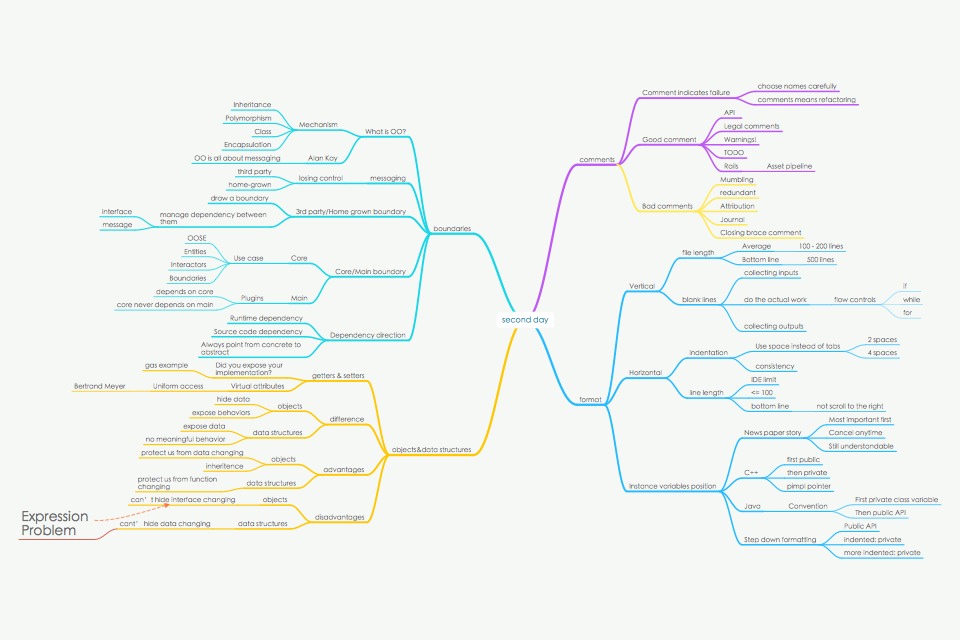 second day
comments
Comment indicates failure
choose names carefully
comments means refactoring
Good comment
API
Legal comments
Warnings!
TODO
Rails
Asset pipeline
Bad comments
Mumbling
redundant
Attribution
Journal
Closing brace comment
format
Vertical
file length
Average
100 - 200 lines
Bottom line
500 lines
blank lines
collecting inputs
do the actual work
flow controls
if
while
for
collecting outputs
Horizontal
indentation
Use space instead of tabs
2 spaces
4 spaces
consistency
line length
IDE limit
<= 100
bottom line
not scroll to the right
Instance variables position
News paper story
Most important first
Cancel anytime
Still understandable
C++
first public
then private
pimpl pointer
Java
Convention
First private class variable
Then public API
Step down formatting
Public API
indented: private
more indented: private
boundaries
What is OO?
Mechanism
Inheritance
Polymorphism
Class
Encapsulation
Alan Kay
OO is all about messaging
messaging
losing control
third party
home-grown
3rd party/Home grown boundary
draw a boundary
manage dependency between
them
Interface
message
Core/Main boundary
Core
Use case
OOSE
Entities
Interactors
Boundaries
Main
Plugins
depends on core
core never depends on main
Dependency direction
Runtime dependency
Source code dependency
Always point from concrete to
abstract
objects&data structures
getters & setters
Did you expose your
implementation?
gas example
Virtual attributes
Uniform access
Bertrand Meyer
difference
objects
hide data
expose behaviors
data structures
expose data
no meaningful behavior
advantages
objects
protect us from data changing
inheritence
data structures
protect us from function
changing
disadvantages
objects
can’ t hide interface changing
data structures
cant’ hide data changing
Expression
Problem